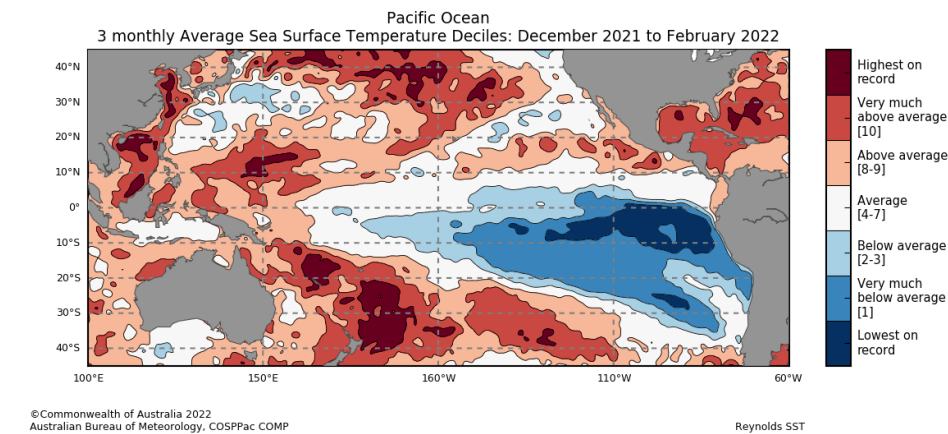 Pacific Ocean
3 monthly Average Sea Surface Temperature Deciles: December 2021 to February 2022
40°N
30°N
20°N
10°N
0°
10°S
20°S
30°S
40°S
100°E
150°E
160°W
110°W
60°W
Highest on
record
Very much
above average
[10]
Above average
[8-9]
Average
[4-7]
Below average
[2-3]
Very much
below average
[1]
Lowest on
record
©Commonwealth of Australia 2022
Australian Bureau of Meteorology, COSPPac COMP
Reynolds SST